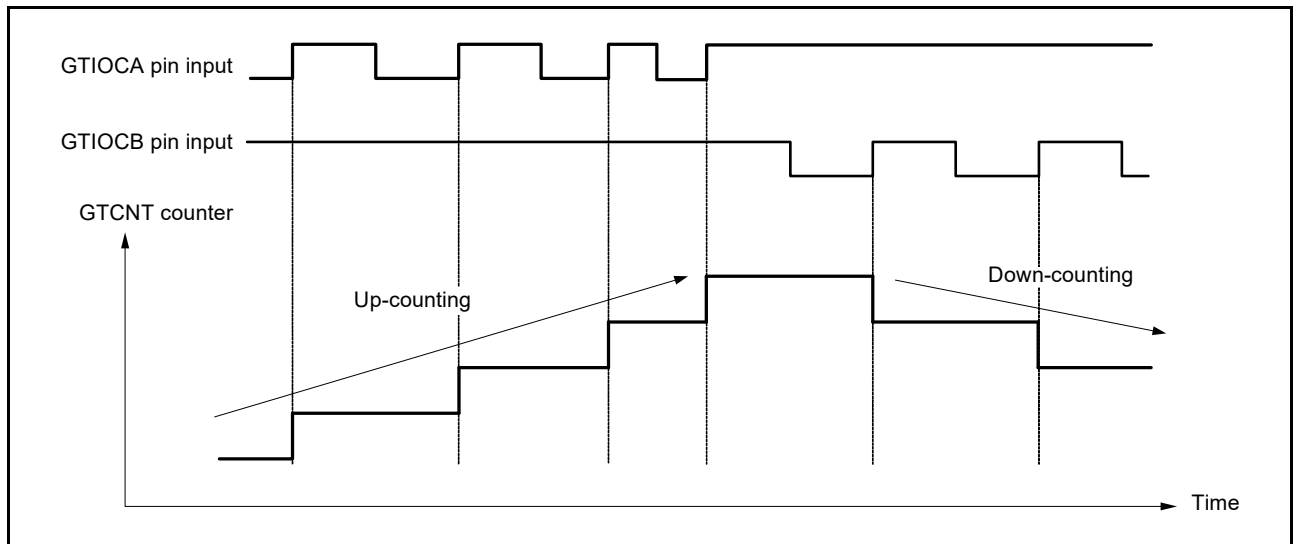 GTIOCA pin input
GTIOCB pin input
GTCNT counter
Up-counting
Down-counting
Time